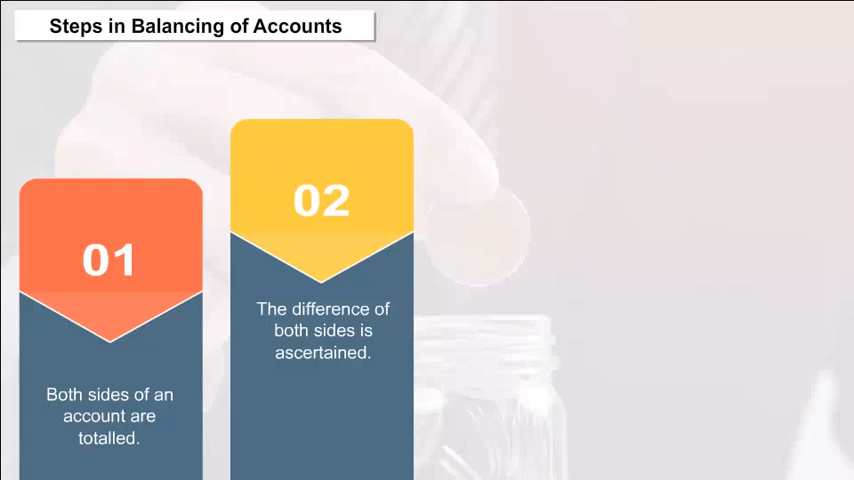 Steps in Balancing of Accounts
01
Both sides of an
account are
totalled.
02
The difference of
both sides is
ascertained.